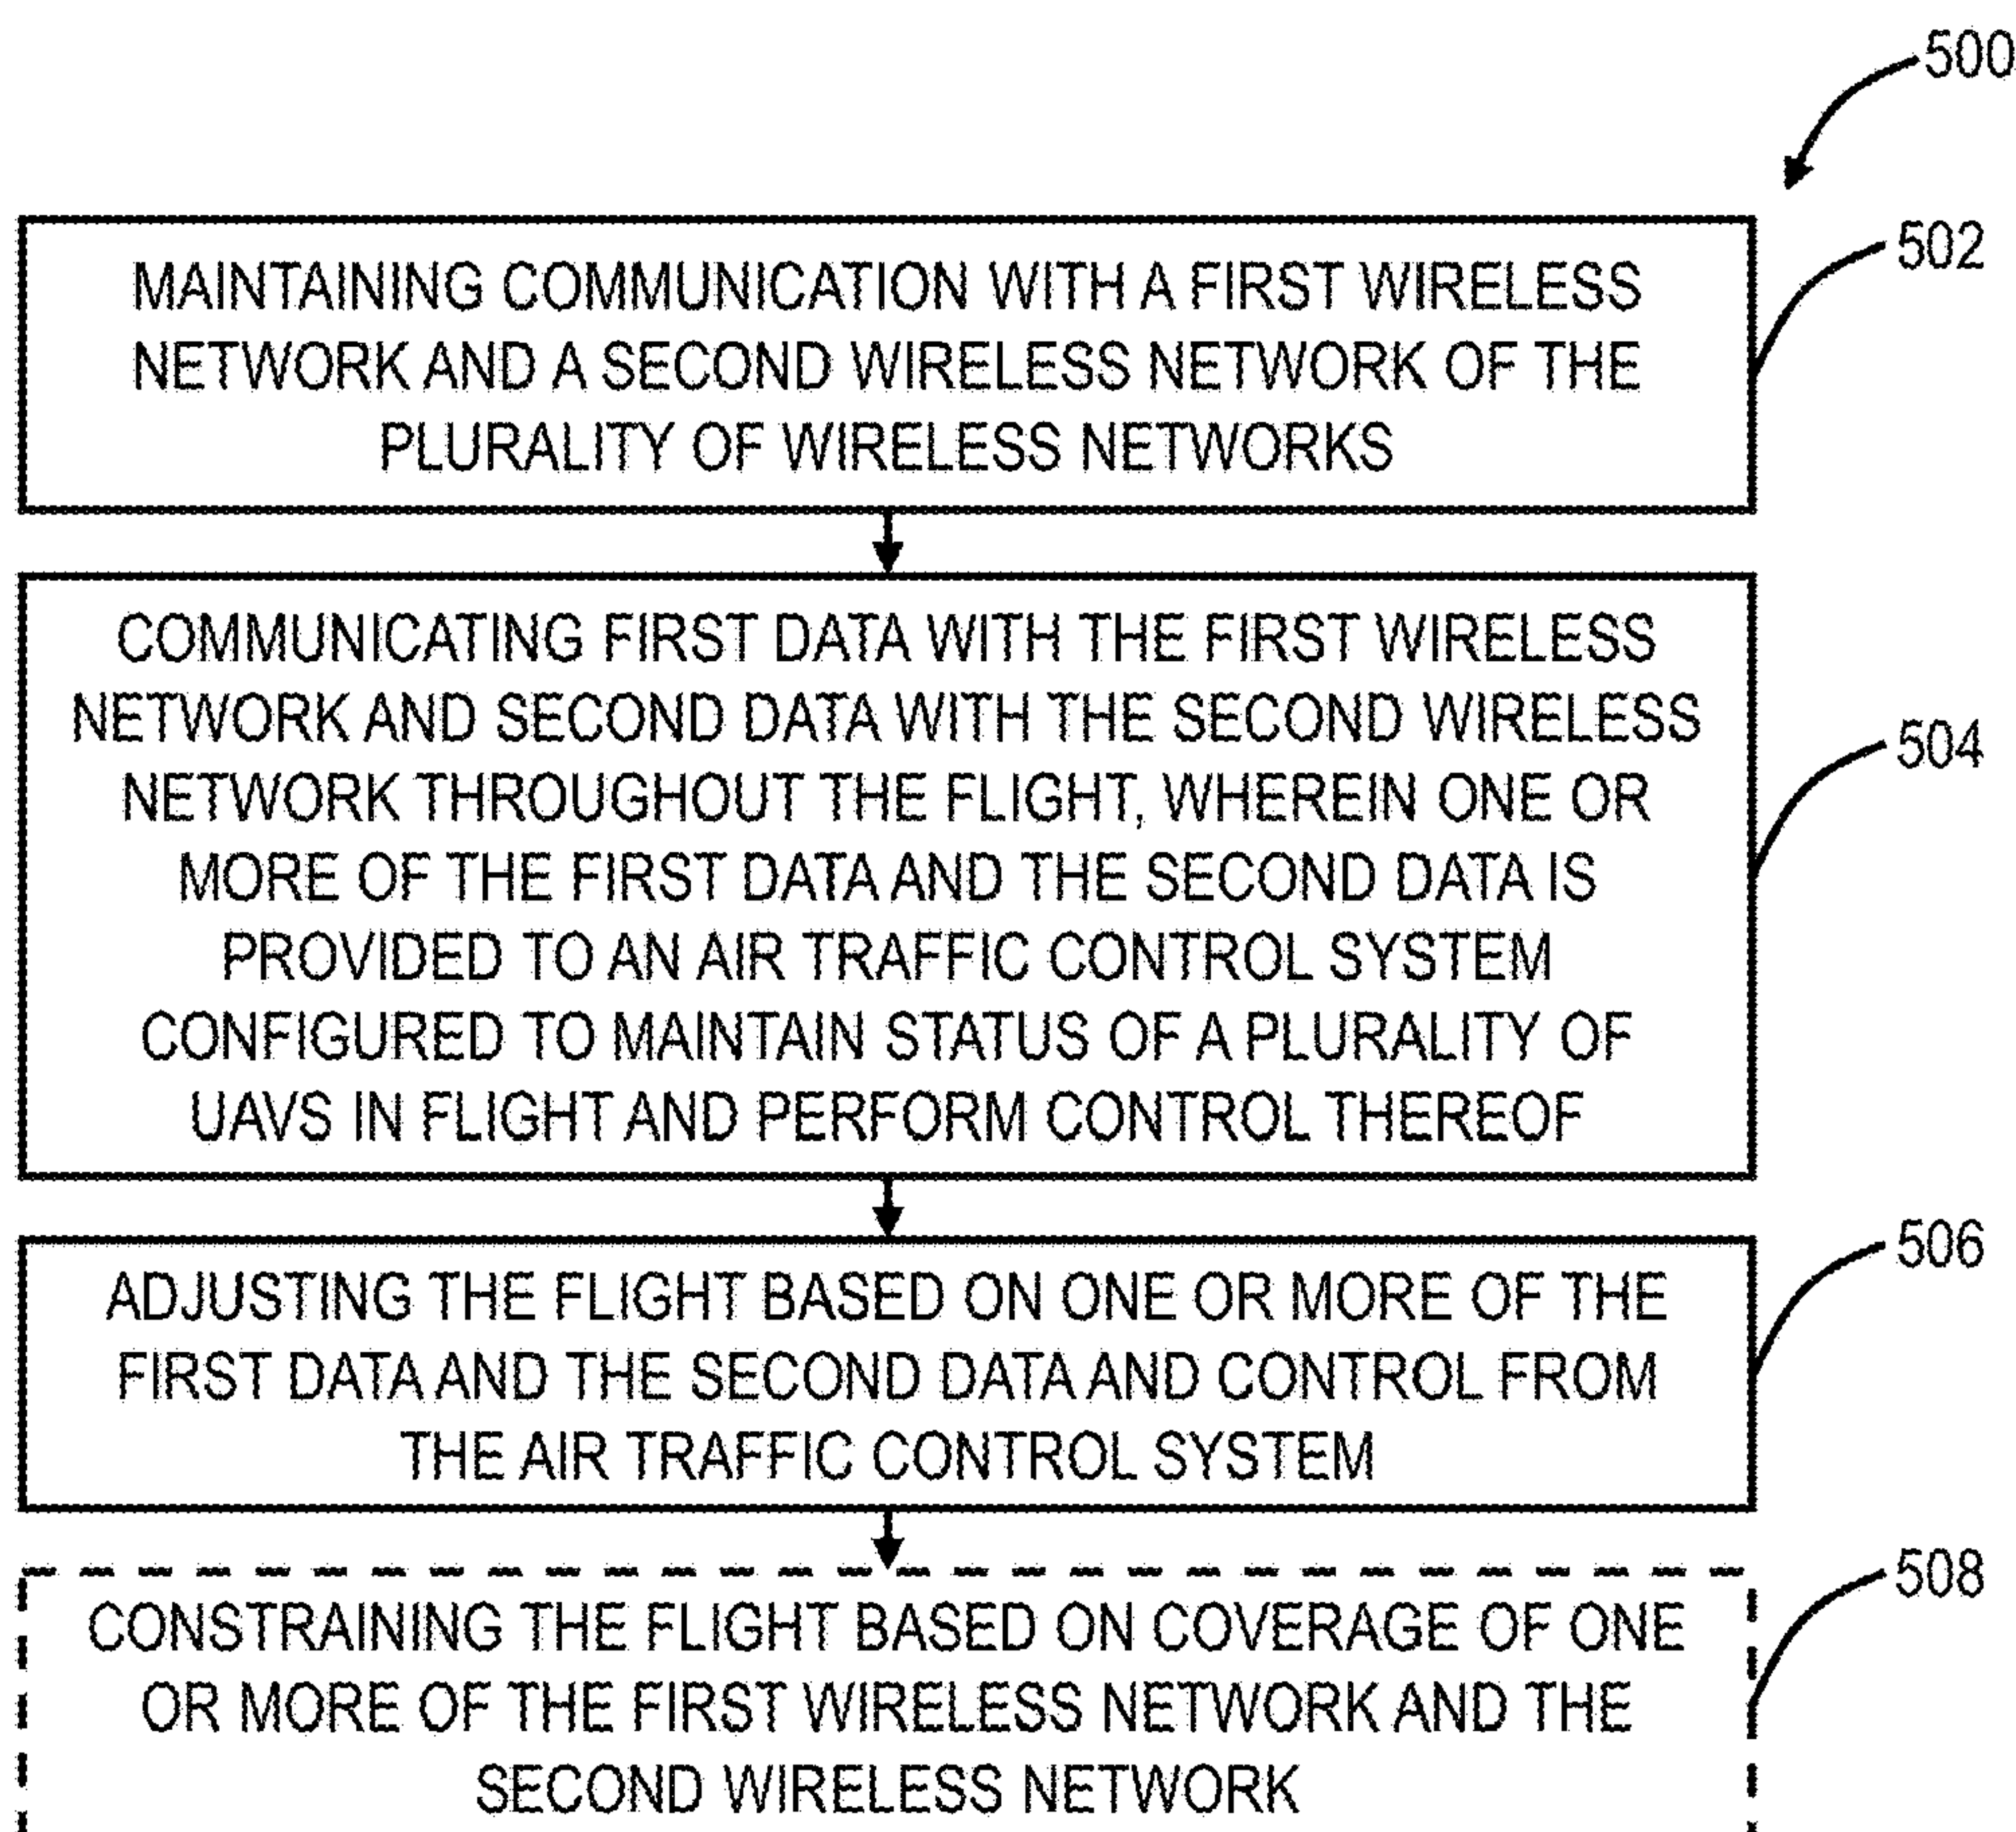 500
502
MAINTAINING COMMUNICATION WITH A FIRST WIRELESS
NETWORK AND A SECOND WIRELESS NETWORK OF THE
PLURALITY OF WIRELESS NETWORKS
504
COMMUNICATING FIRST DATA WITH THE FIRST WIRELESS
NETWORK AND SECOND DATA WITH THE SECOND WIRELESS
NETWORK THROUGHOUT THE FLIGHT, WHEREIN ONE OR
MORE OF THE FIRST DATA AND THE SECOND DATA IS
PROVIDED TO AN AIR TRAFFIC CONTROL SYSTEM
CONFIGURED TO MAINTAIN STATUS OF A PLURALITY OF
UAVS IN FLIGHT AND PERFORM CONTROL THEREOF
506
ADJUSTING THE FLIGHT BASED ON ONE OR MORE OF THE
FIRST DATA AND THE SECOND DATA AND CONTROL FROM
THE AIR TRAFFIC CONTROL SYSTEM
508
CONSTRAINING THE FLIGHT BASED ON COVERAGE OF ONE
OR MORE OF THE FIRST WIRELESS NETWORK AND THE
SECOND WIRELESS NETWORK